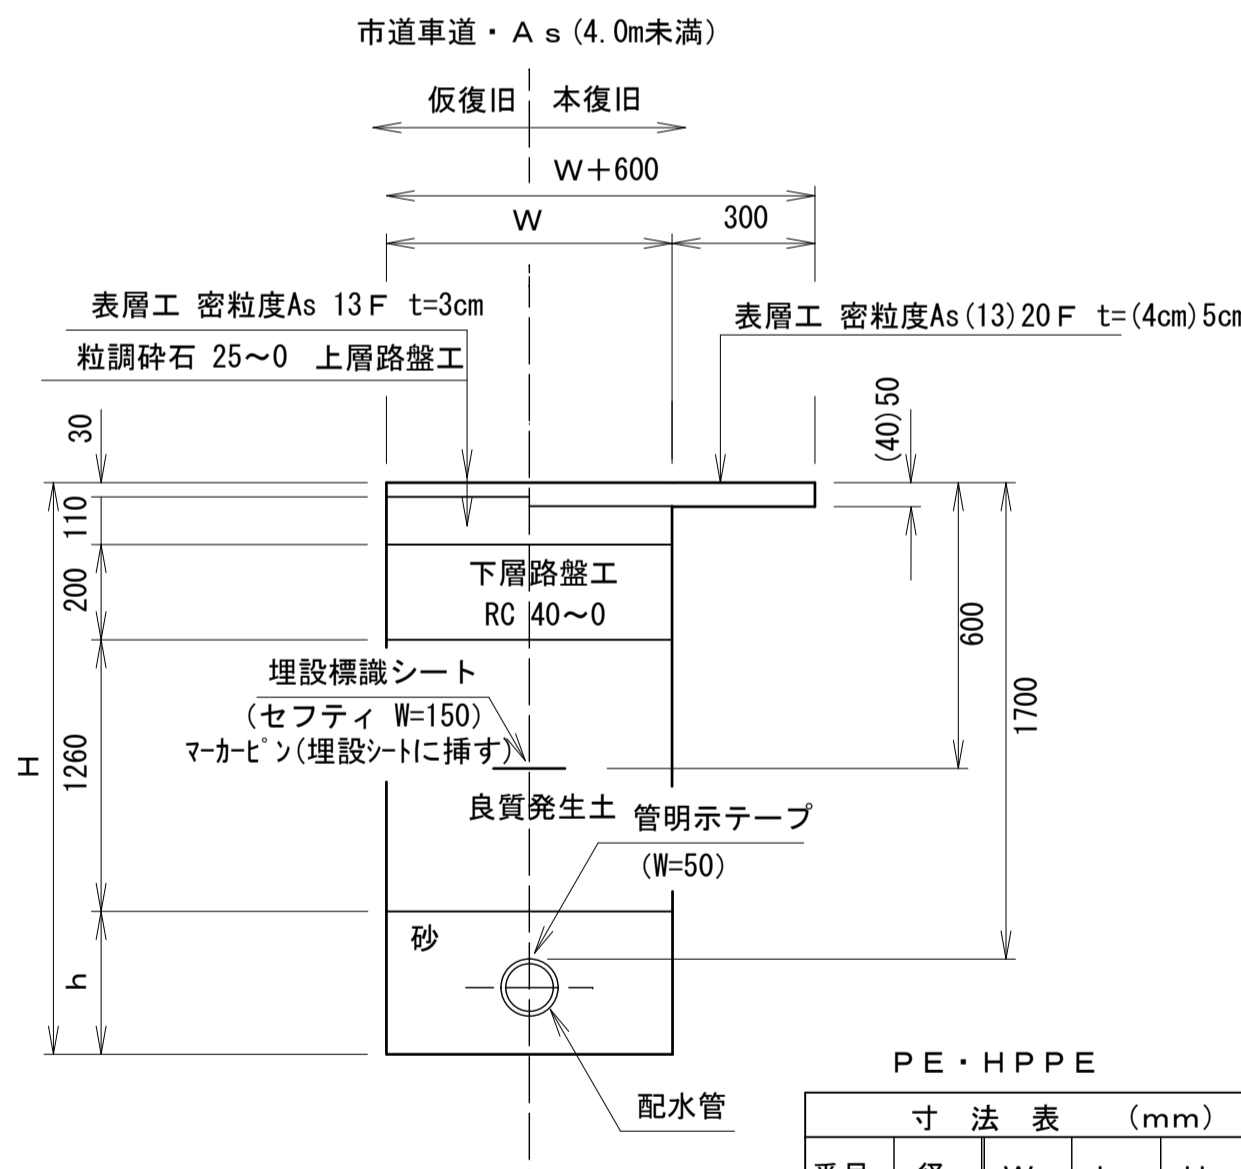 市道車道・Ａｓ(4.0m未満)
仮復旧 本復旧
Ｗ＋600
Ｗ 300
表層工 密粒度As 13Ｆ t=3cm
粒調砕石 25～0 上層路盤工
表層工 密粒度As(13)20Ｆ t=(4cm)5cm
30
(40)50
110
200
下層路盤工
RC 40～0
600
1700
埋設標識シート
(セフティ W=150)
ﾏｰｶｰﾋﾟﾝ(埋設ｼｰﾄに挿す)
Ｈ
1260
良質発生土
管明示テープ
(W=50)
砂
ｈ
配水管
ＰＥ・ＨＰＰＥ
寸 法 表 (mm)